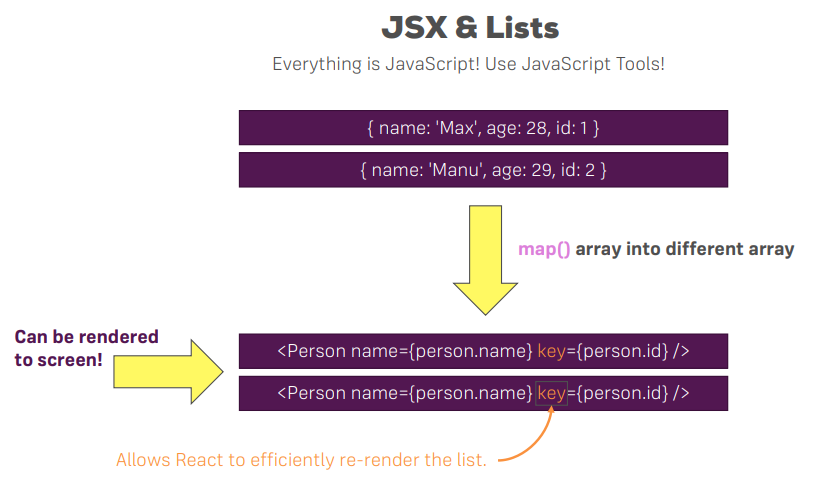 JSX & Lists
Everything is JavaScript! Use JavaScript Tools!
{ name: 'Max', age: 28, id: 1 }
{ name: 'Manu', age: 29, id: 2 }
map() array into different array
Can be rendered
to screen!
<Person name={person.name} key={person.id} />
<Person name={person.name} key={person.id} />
Allows React to efficiently re-render the list.